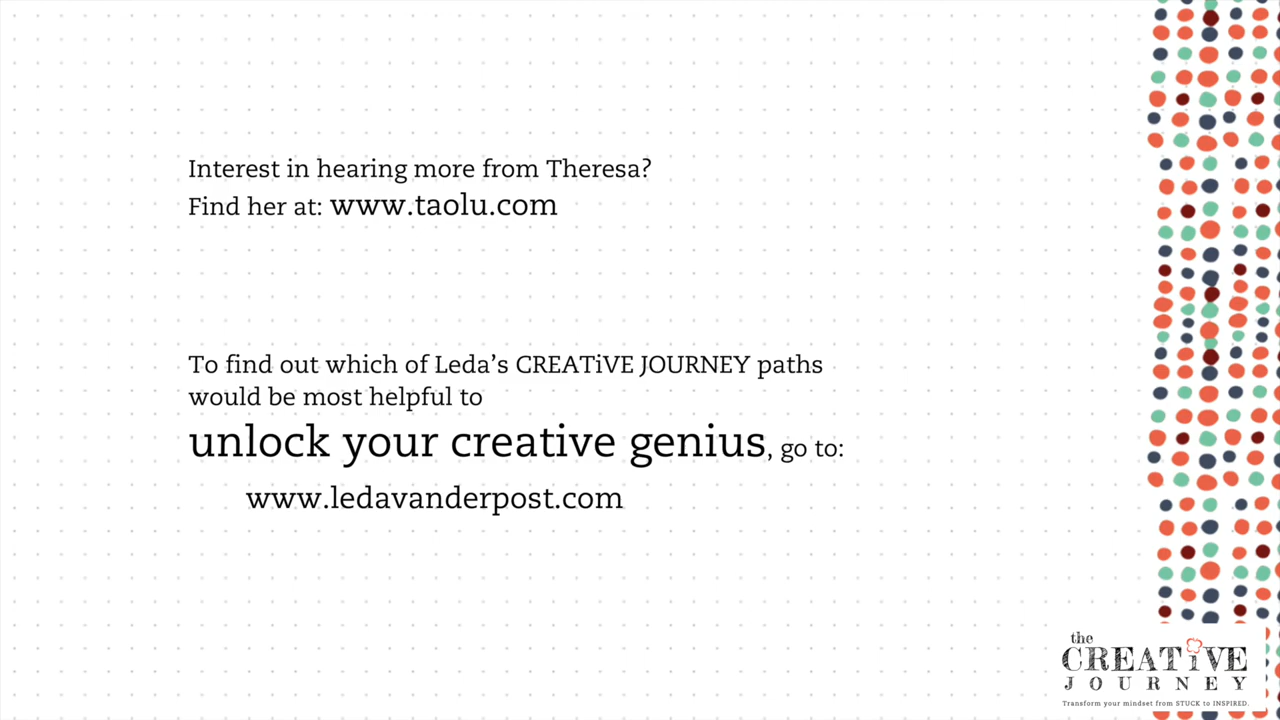 Interest in hearing more from Theresa?
Find her at: www.taolu.com
To find out which of Leda's CREATiVE JOURNEY paths
would be most helpful to
unlock your creative genius, go to:
www.ledavanderpost.com
the
CREATiVE
JOURNEY
Transform your mindset from STUCK to INSPIRED.